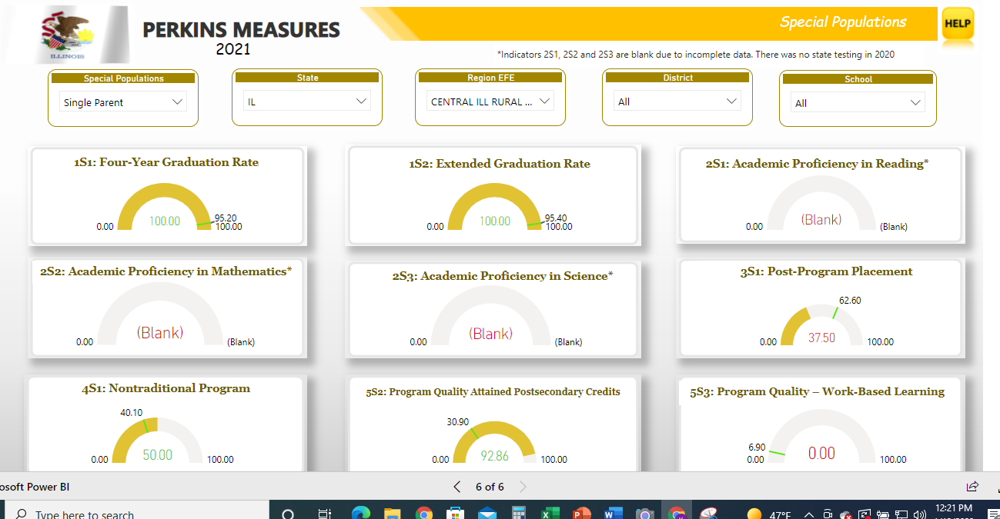 ILLINOIS
PERKINS MEASURES
2021
Special Populations
HELP
*Indicators 2S1, 2S2 and 2S3 are blank due to incomplete data. There was no state testing in 2020
Special Populations
Single Parent
State
IL
Region EFE
CENTRAL ILL RURAL ...
District
All
School
All
1S1: Four-Year Graduation Rate
100.00
95.20
0.00
100.00
1S2: Extended Graduation Rate
100.00
95.40
0.00
100.00
2S1: Academic Proficiency in Reading*
(Blank)
0.00
(Blank)
2S2: Academic Proficiency in Mathematics*
(Blank)
0.00
(Blank)
2S3: Academic Proficiency in Science*
(Blank)
0.00
(Blank)
3S1: Post-Program Placement
62.60
37.50
0.00
100.00
4S1: Nontraditional Program
40.10
50.00
0.00
100.00
5S2: Program Quality Attained Postsecondary Credits
30.90
92.86
0.00
100.00
5S3: Program Quality – Work-Based Learning
6.90
0.00
0.00
100.00
osoft Power BI
6 of 6
Type here to search
47°F
12:21 PM